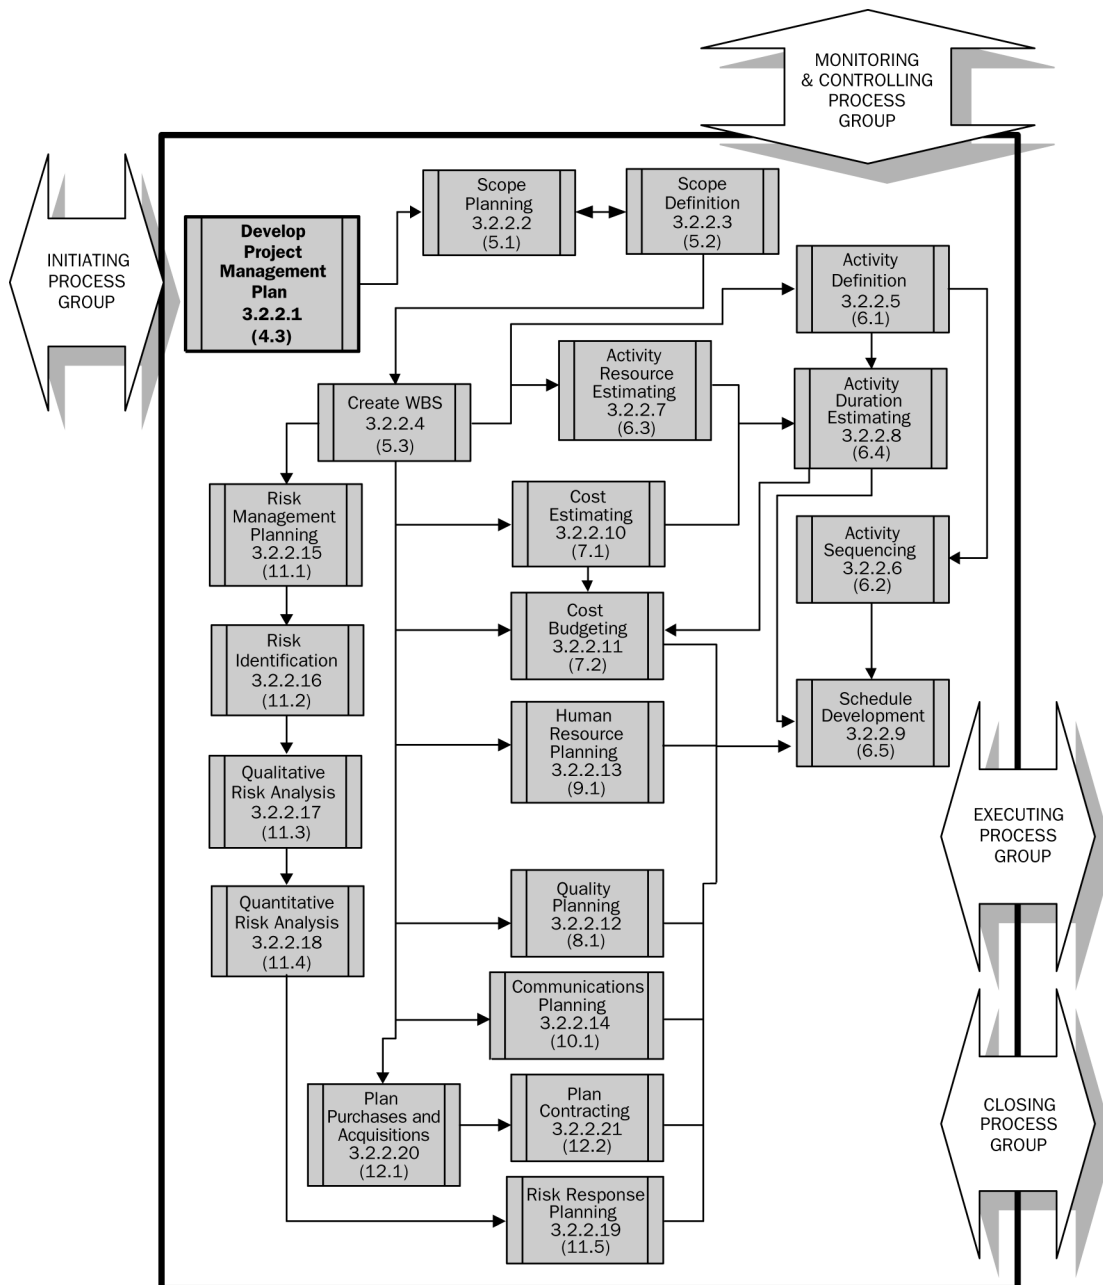 MONITORING
& CONTROLLING
PROCESS
GROUP
INITIATING
PROCESS
GROUP
Develop
Project
Management
Plan
3.2.2.1
(4.3)
Scope
Planning
3.2.2.2
(5.1)
Scope
Definition
3.2.2.3
(5.2)
Activity
Definition
3.2.2.5
(6.1)
Create WBS
3.2.2.4
(5.3)
Activity
Resource
Estimating
3.2.2.7
(6.3)
Activity
Duration
Estimating
3.2.2.8
(6.4)
Risk
Management
Planning
3.2.2.15
(11.1)
Cost
Estimating
3.2.2.10
(7.1)
Activity
Sequencing
3.2.2.6
(6.2)
Risk
Identification
3.2.2.16
(11.2)
Cost
Budgeting
3.2.2.11
(7.2)
Schedule
Development
3.2.2.9
(6.5)
Human
Resource
Planning
3.2.2.13
(9.1)
Qualitative
Risk Analysis
3.2.2.17
(11.3)
EXECUTING
PROCESS
GROUP
Quantitative
Risk Analysis
3.2.2.18
(11.4)
Quality
Planning
3.2.2.12
(8.1)
Communications
Planning
3.2.2.14
(10.1)
Plan
Purchases and
Acquisitions
3.2.2.20
(12.1)
Plan
Contracting
3.2.2.21
(12.2)
CLOSING
PROCESS
GROUP
Risk Response
Planning
3.2.2.19
(11.5)